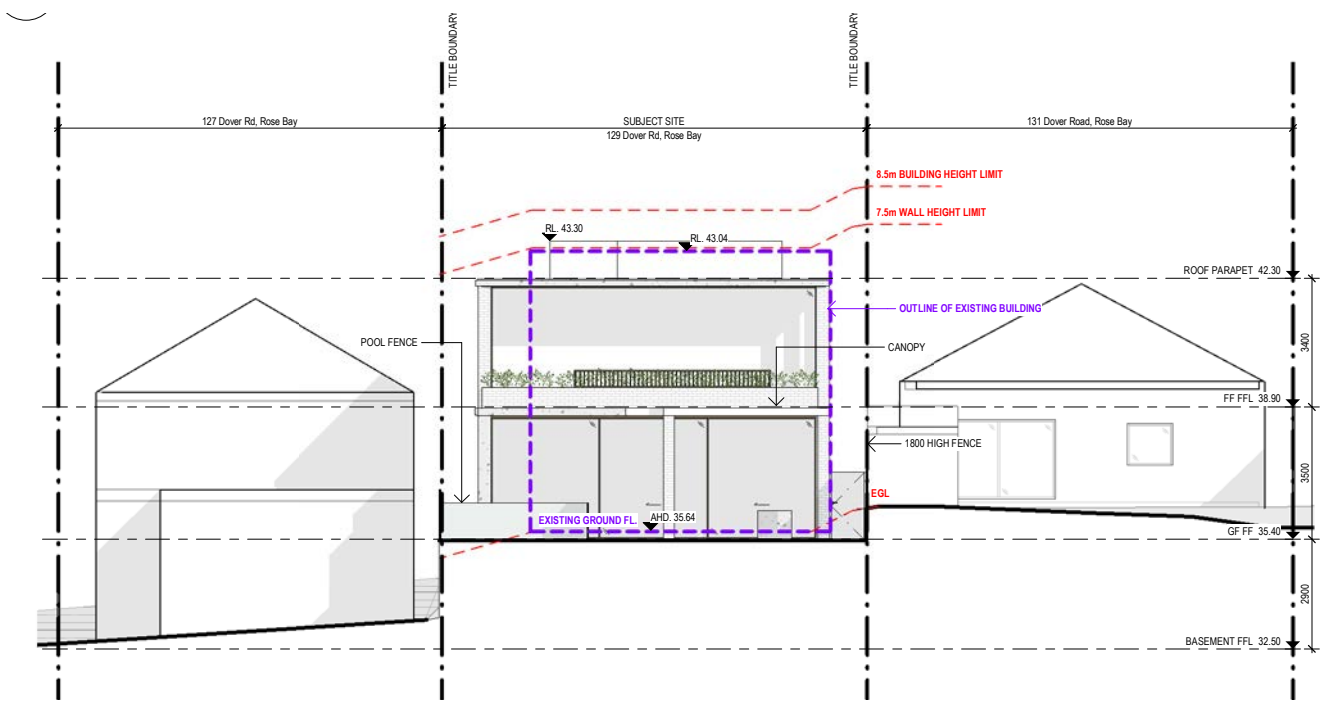 TITLE BOUNDARY
TITLE BOUNDARY
127 Dover Rd, Rose Bay
SUBJECT SITE
129 Dover Rd, Rose Bay
131 Dover Road, Rose Bay
8.5m BUILDING HEIGHT LIMIT
7.5m WALL HEIGHT LIMIT
RL. 43.30
RL. 43.04
ROOF PARAPET 42.30
OUTLINE OF EXISTING BUILDING
POOL FENCE
CANOPY
3400
FF FFL 38.90
1800 HIGH FENCE
3500
EGL
EXISTING GROUND FL.
AHD. 35.64
GF FF 35.40
2900
BASEMENT FFL 32.50